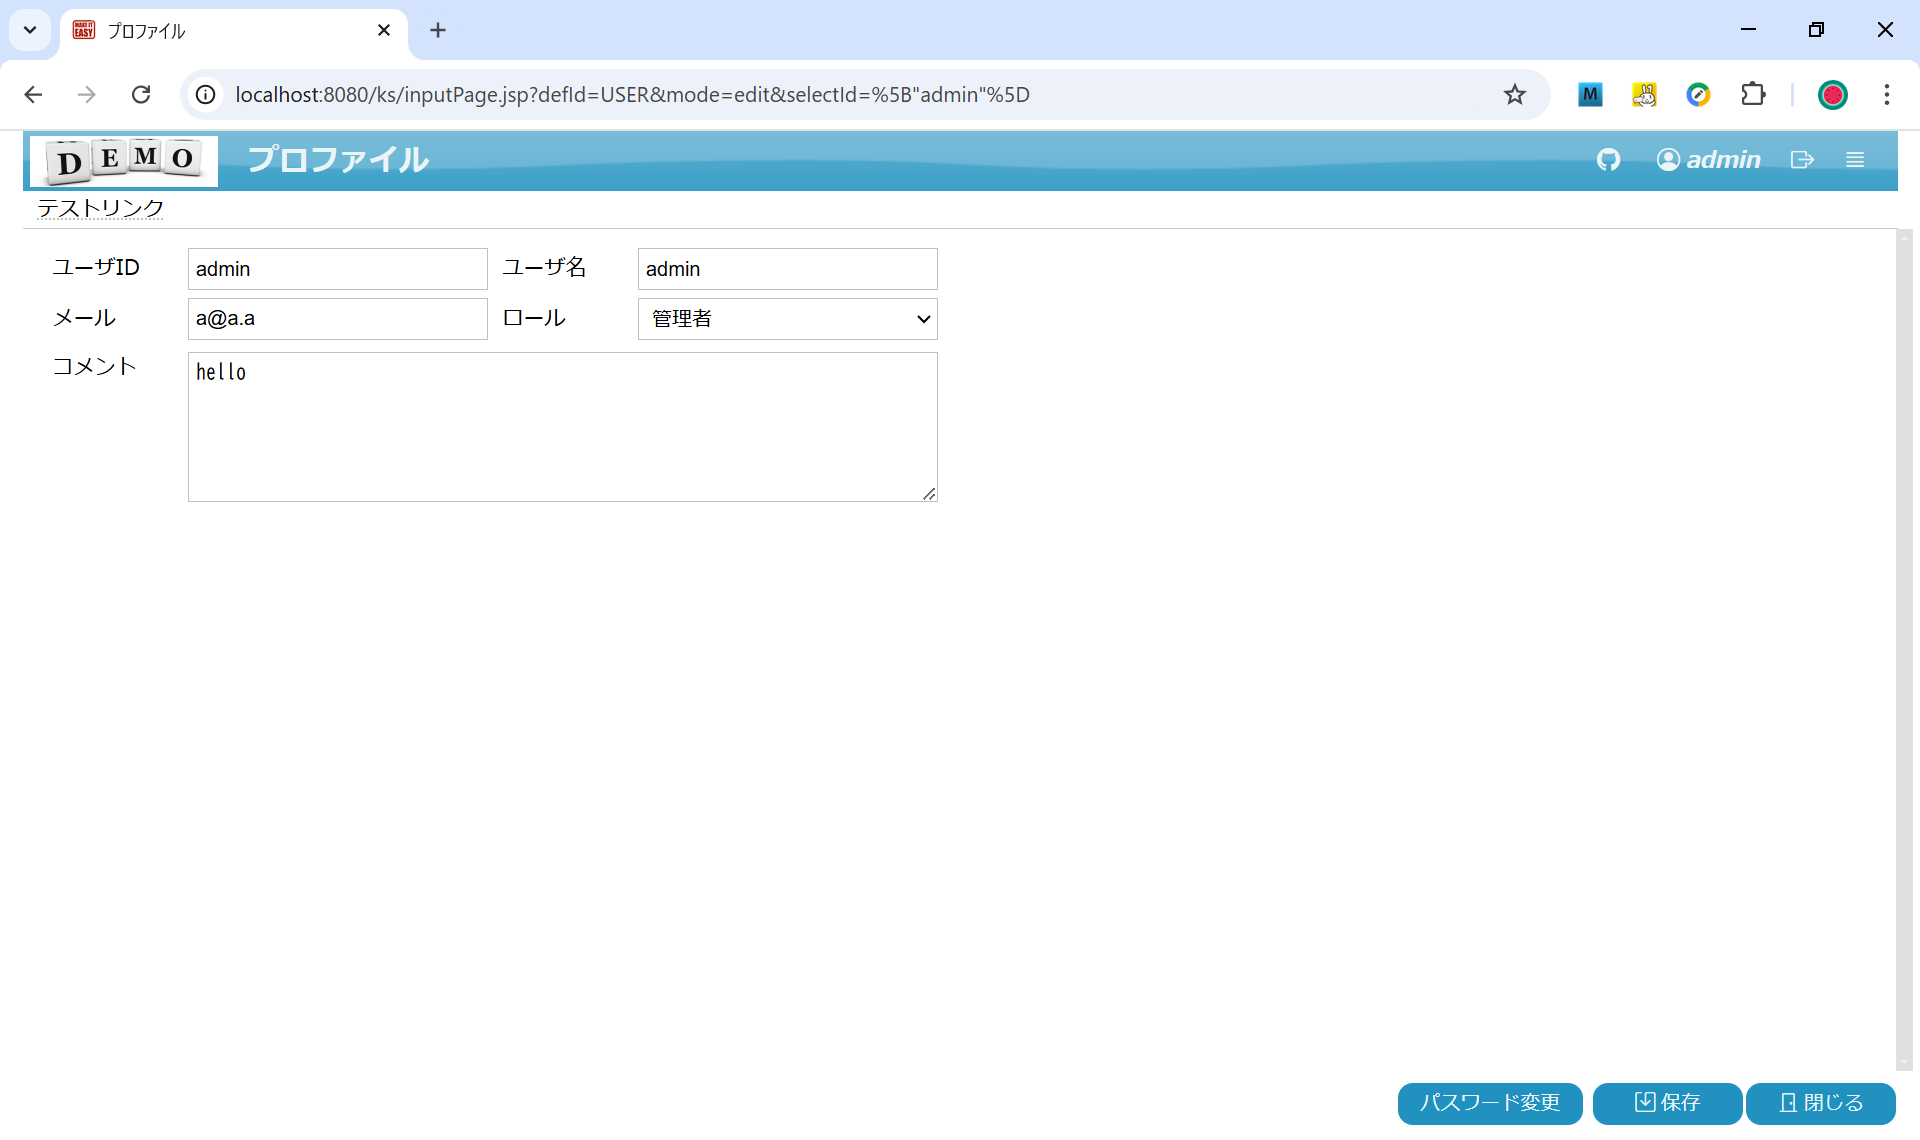 MAKE IT
EASY
プロファイル
localhost:8080/ks/inputPage.jsp?defId=USER&mode=edit&selectId=%5B"admin"%5D
M
DEMO
プロファイル
admin
テストリンク
ユーザID
admin
ユーザ名
admin
メール
a@a.a
ロール
管理者
コメント
hello
パスワード変更
保存
閉じる